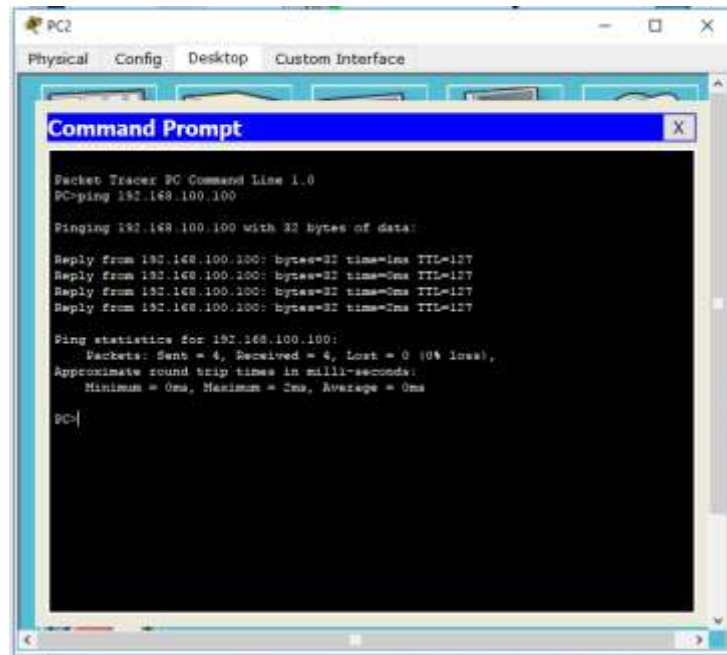 PC2
Physical Config Desktop Custom Interface
Command Prompt
X
Packet Tracer PC Command Line 1.0
PC>ping 192.168.100.100
Pinging 192.168.100.100 with 32 bytes of data:
Reply from 192.168.100.100: bytes=32 time=1ms TTL=127
Reply from 192.168.100.100: bytes=32 time=0ms TTL=127
Reply from 192.168.100.100: bytes=32 time=0ms TTL=127
Reply from 192.168.100.100: bytes=32 time=2ms TTL=127
Ping statistics for 192.168.100.100:
Packets: Sent = 4, Received = 4, Lost = 0 (0% loss),
Approximate round trip times in milli-seconds:
Minimum = 0ms, Maximum = 2ms, Average = 0ms
PC>